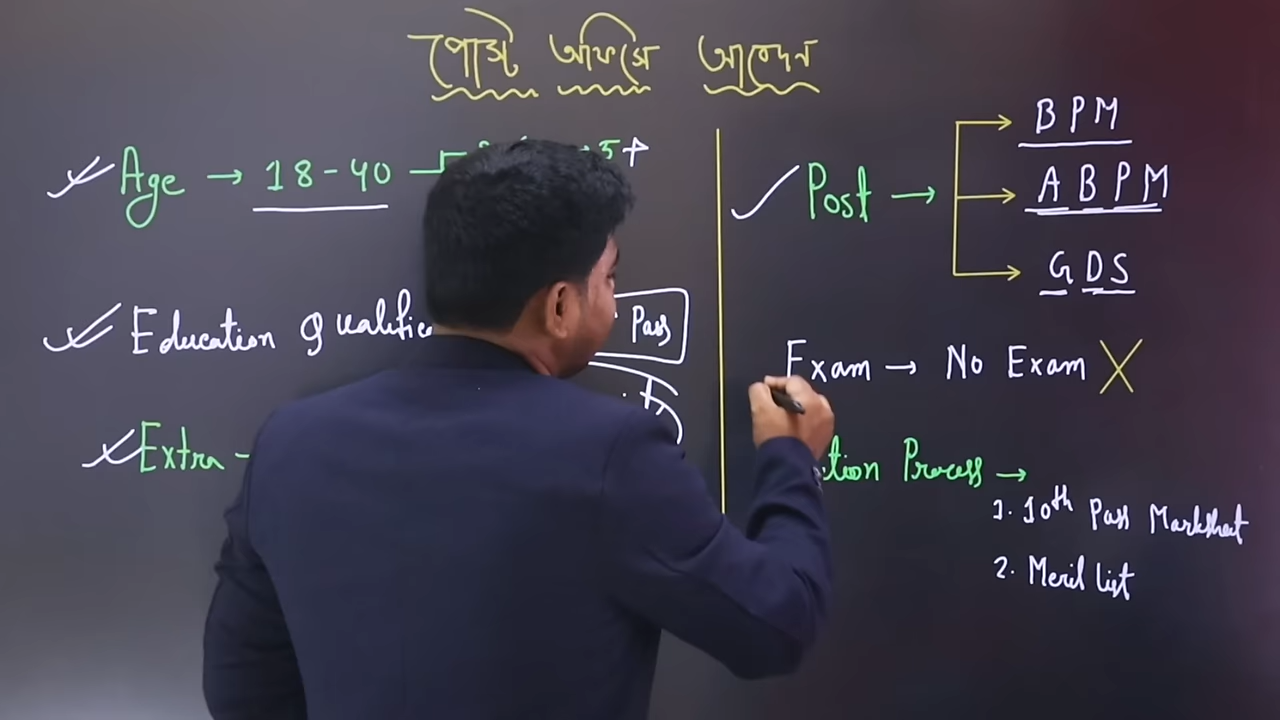 পোস্ট অফিসে আবেদন
Age → 18-40 5+
Education Qualific
Pass
Extra -
Post →
BPM
ABPM
GDS
Exam → No Exam X
tion Process →
1. 10th Pass Marksheet
2. Merit list